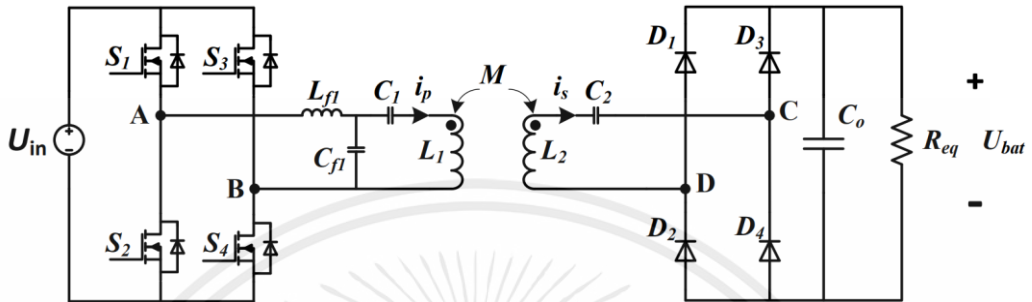 S1 S3 D1 D3
Lf1 C1 ip M is C2
A C
Uin Cf1 L1 L2 Co Req Ubat
+
B D
-
S2 S4 D2 D4